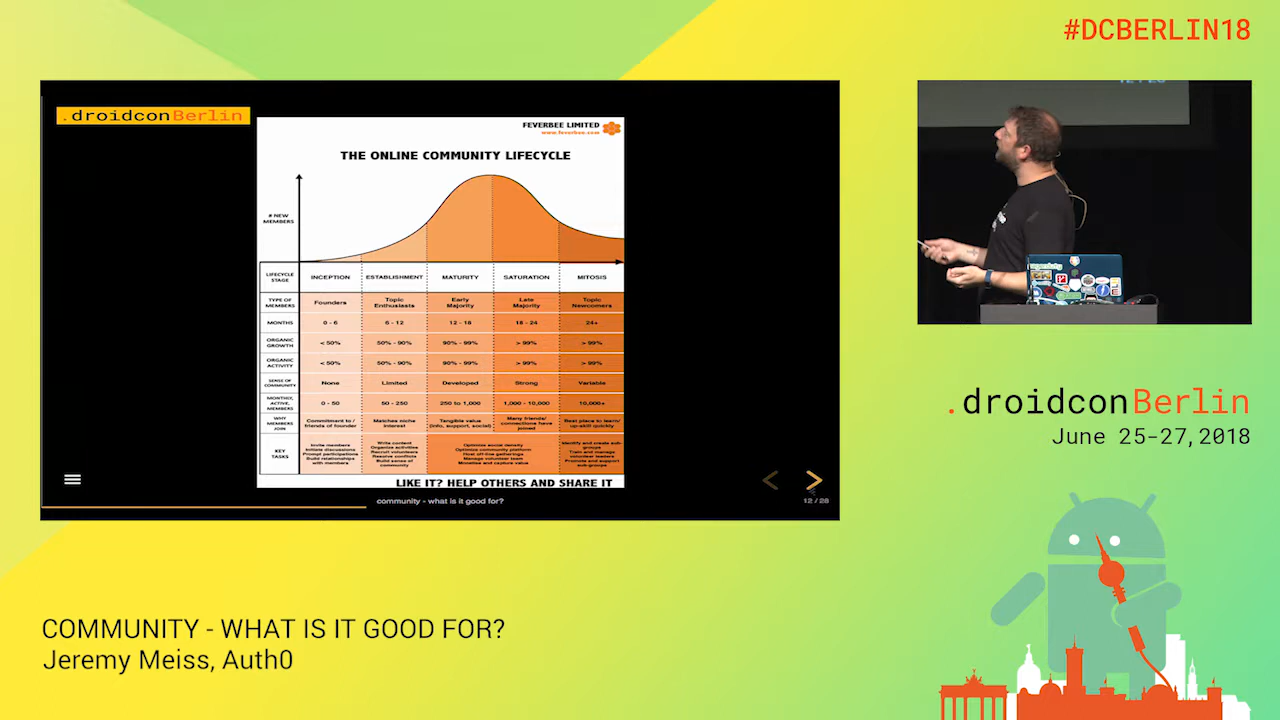 #DCBERLIN18
.droidconBerlin
FEVERBEE LIMITED
www.feverbee.com
THE ONLINE COMMUNITY LIFECYCLE
# NEW
MEMBERS
LIFECYCLE
STAGE
INCEPTION
ESTABLISHMENT
MATURITY
SATURATION
MITOSIS
TYPE OF
MEMBERS
Founders
Topic
Enthusiasts
Early
Majority
Late
Majority
Topic
Newcomers
MONTHS
0 - 6
6 - 12
12 - 18
18 - 24
24+
ORGANIC
GROWTH
< 50%
50% - 90%
90% - 99%
> 99%
> 99%
ORGANIC
ACTIVITY
< 50%
50% - 90%
90% - 99%
> 99%
> 99%
SENSE OF
COMMUNITY
None
Limited
Developed
Strong
Variable
MONTHLY,
ACTIVE,
MEMBERS
0 - 50
50 - 250
250 to 1,000
1,000 - 10,000
10,000+
WHY
MEMBERS
JOIN
Commitment to /
friends of founder
Matches niche
interest
Tangible value
(info, support, social)
Many friends/
connections have
joined
Best place to learn/
up-skill quickly
KEY
TASKS
Invite members
Initiate discussions
Prompt participations
Build relationships
with members
Write content
Organise activities
Recruit volunteers
Resolve conflicts
Build sense of
community
Optimize social density
Optimize community platform
Host off-line gatherings
Manage volunteer team
Monetise and capture value
Identify and create sub-
groups
Train and manage
volunteer leaders
Promote and support
sub-groups
LIKE IT? HELP OTHERS AND SHARE IT
community - what is it good for?
12 / 28
.droidconBerlin
June 25-27, 2018
COMMUNITY - WHAT IS IT GOOD FOR?
Jeremy Meiss, Auth0